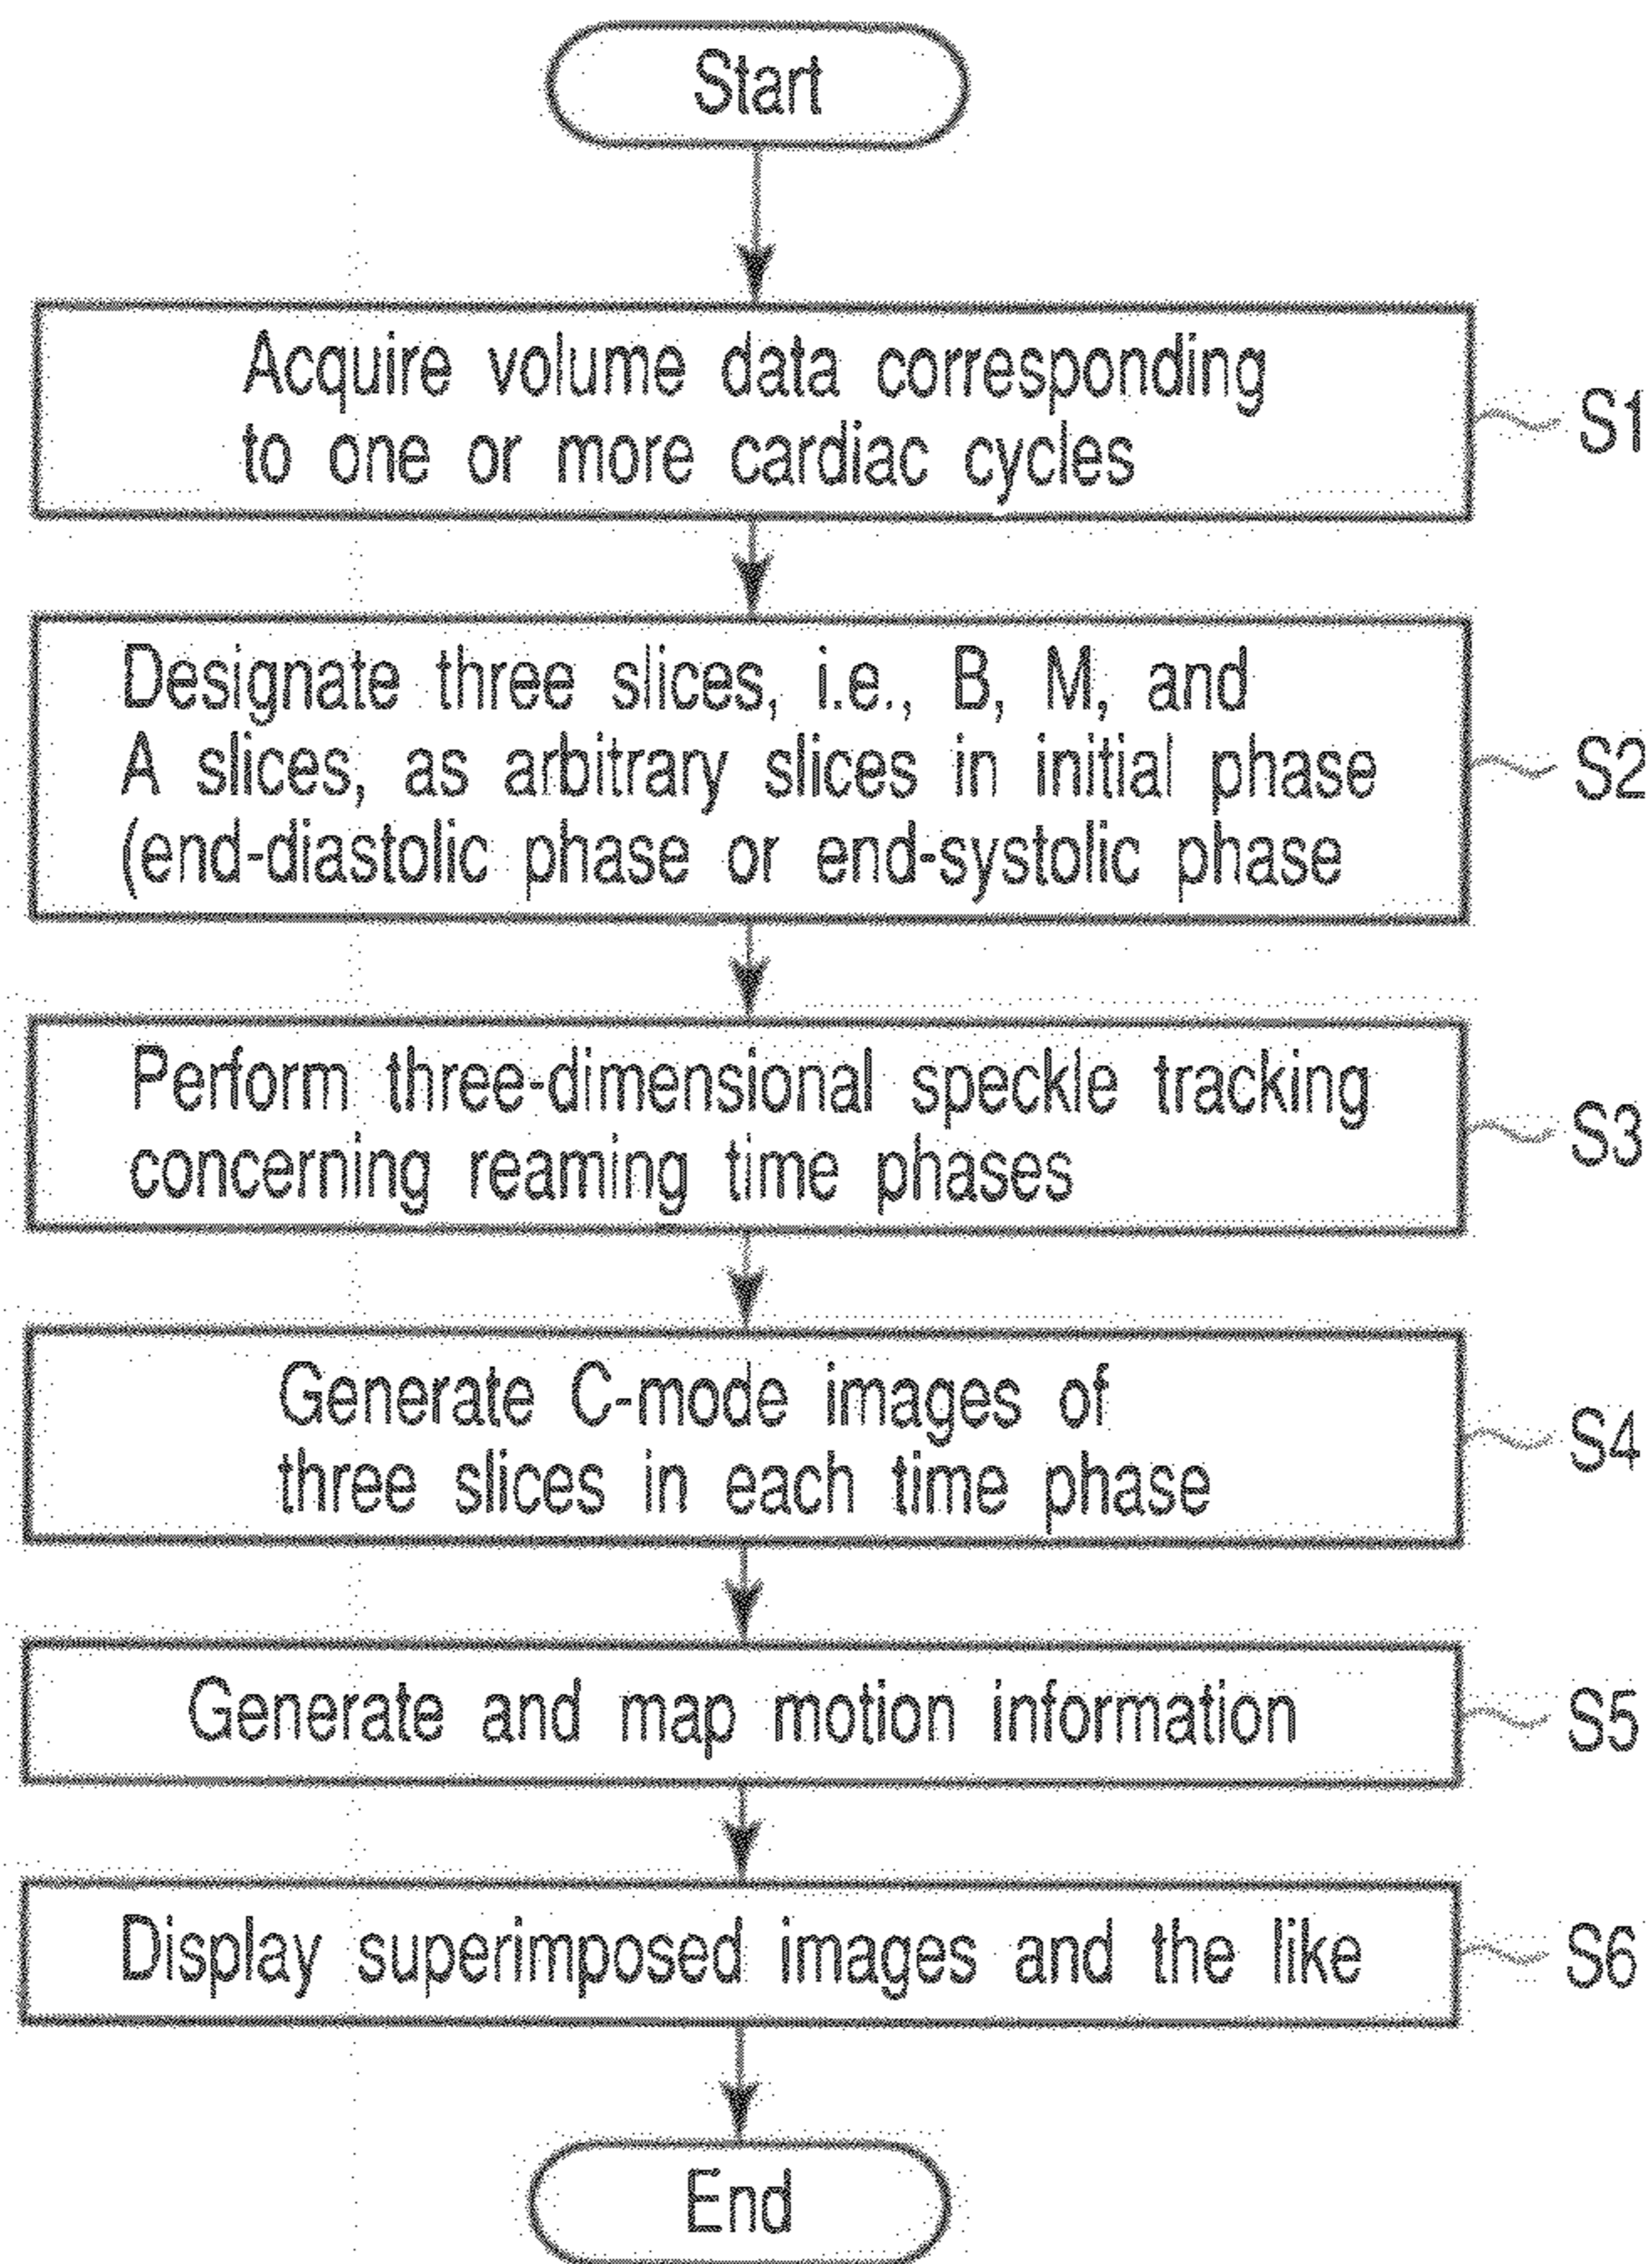 Start
Acquire volume data corresponding
to one or more cardiac cycles
S1
Designate three slices, i.e., B, M, and
A slices, as arbitrary slices in initial phase
(end-diastolic phase or end-systolic phase
S2
Perform three-dimensional speckle tracking
concerning reaming time phases
S3
Generate C-mode images of
three slices in each time phase
S4
Generate and map motion information
S5
Display superimposed images and the like
S6
End